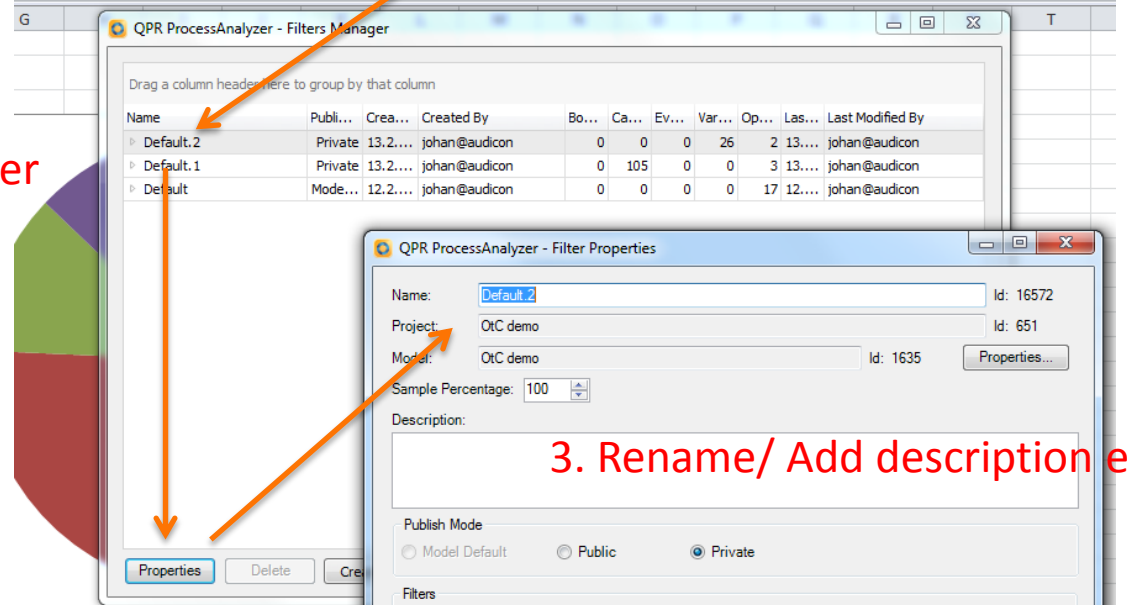 G T
QPR ProcessAnalyzer - Filters Manager
Drag a column header here to group by that column
Name Publi... Crea... Created By Bo... Ca... Ev... Var... Op... Las... Last Modified By
Default.2 Private 13.2.... johan@audicon 0 0 0 26 2 13.... johan@audicon
Default.1 Private 13.2.... johan@audicon 0 105 0 0 3 13.... johan@audicon
Default Mode... 12.2.... johan@audicon 0 0 0 0 17 12.... johan@audicon
er
QPR ProcessAnalyzer - Filter Properties
Name: Default.2 Id: 16572
Project: OtC demo Id: 651
Model: OtC demo Id: 1635 Properties...
Sample Percentage: 100
Description:
3. Rename/ Add description e
Publish Mode
Model Default Public Private
Properties Delete Cre
Filters